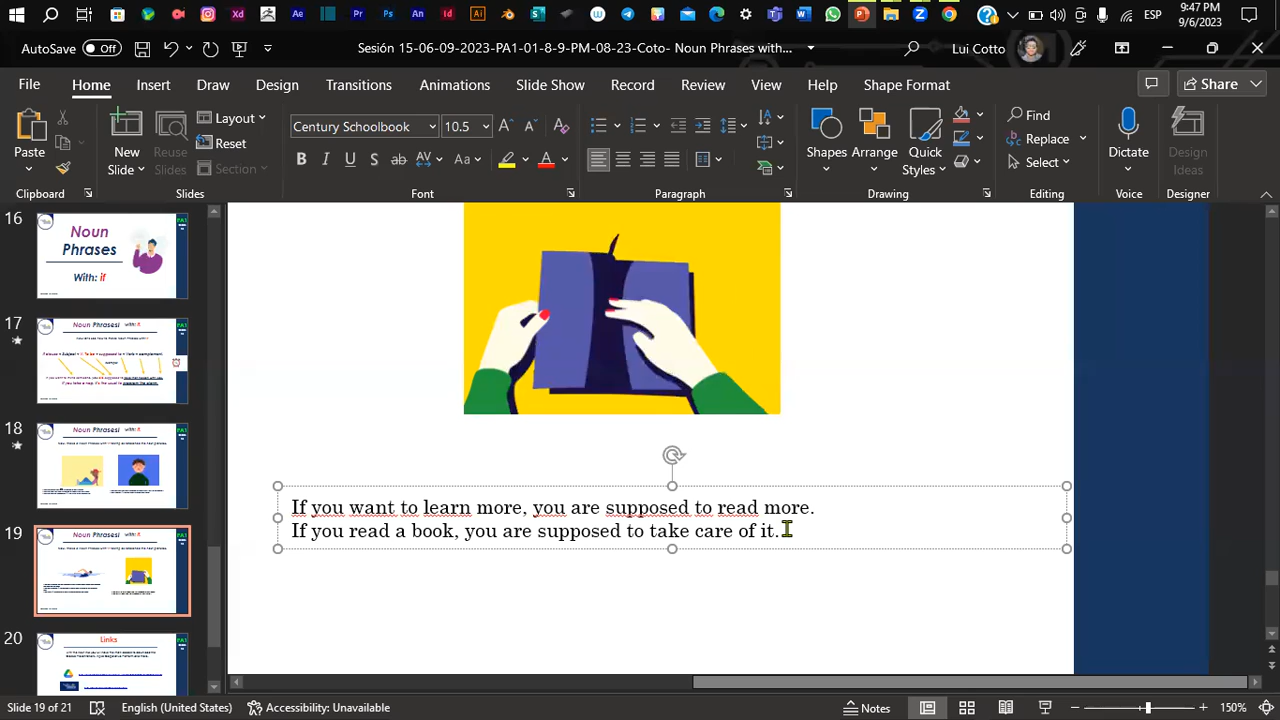 9:47 PM
ESP
9/6/2023
AutoSave Off
Sesión 15-06-09-2023-PA1-01-8-9-PM-08-23-Coto- Noun Phrases with...
Lui Cotto
File Home Insert Draw Design Transitions Animations Slide Show Record Review View Help Shape Format Share
Paste
New Slide
Reuse Slides
Layout
Reset
Section
Century Schoolbook 10.5
Shapes Arrange Quick Styles
Find
Replace
Select
Dictate
Design Ideas
Clipboard Slides Font Paragraph Drawing Editing Voice Designer
16
Noun
Phrases
With: if
17
Noun Phrases! with: if
18
Noun Phrases! with: if
19
Noun Phrases! with: if
20
Links
If you want to learn more, you are supposed to read more.
If you read a book, you are supposed to take care of it.
Slide 19 of 21 English (United States) Accessibility: Unavailable Notes 150%